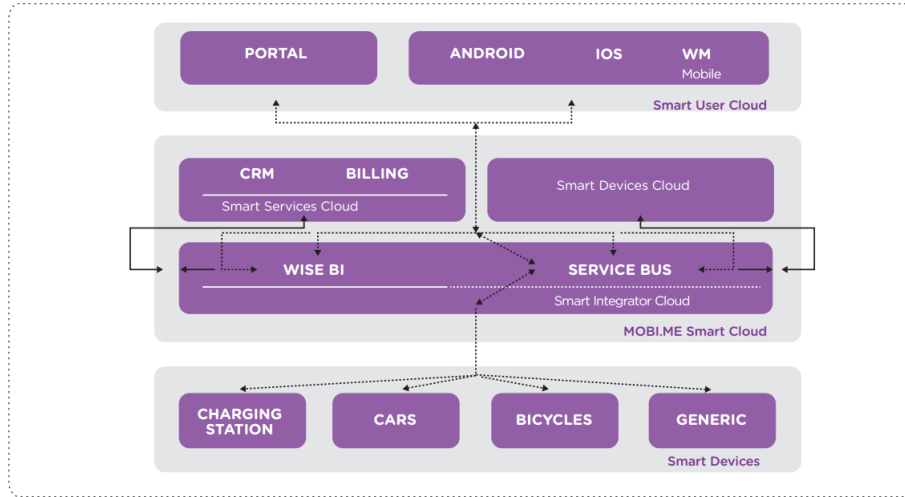 PORTAL
ANDROID IOS WM
Mobile
Smart User Cloud
CRM BILLING
Smart Services Cloud
Smart Devices Cloud
WISE BI SERVICE BUS
Smart Integrator Cloud
MOBI.ME Smart Cloud
CHARGING
STATION
CARS
BICYCLES
GENERIC
Smart Devices